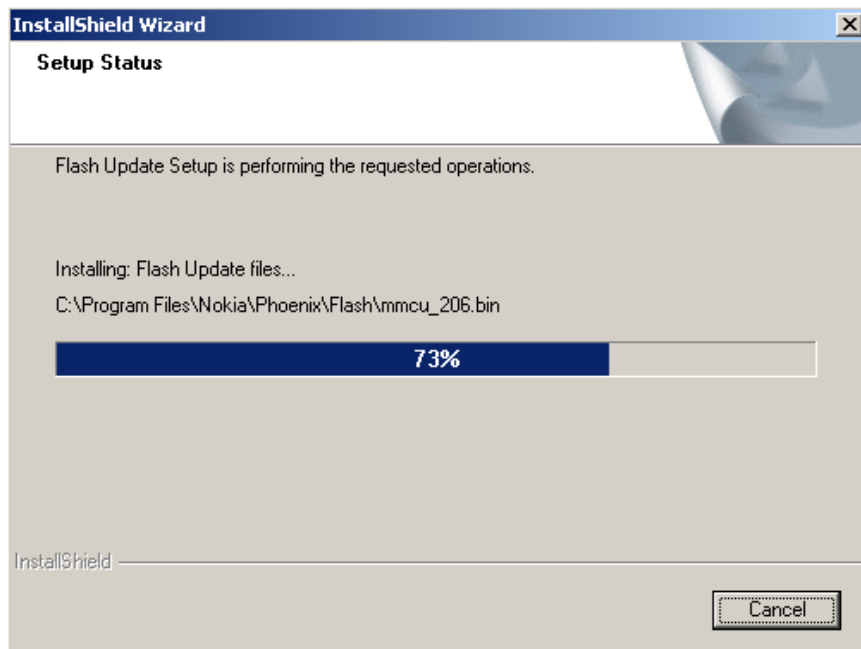 InstallShield Wizard
Setup Status
Flash Update Setup is performing the requested operations.
Installing: Flash Update files...
C:\Program Files\Nokia\Phoenix\Flash\mmcu_206.bin
73%
InstallShield
Cancel